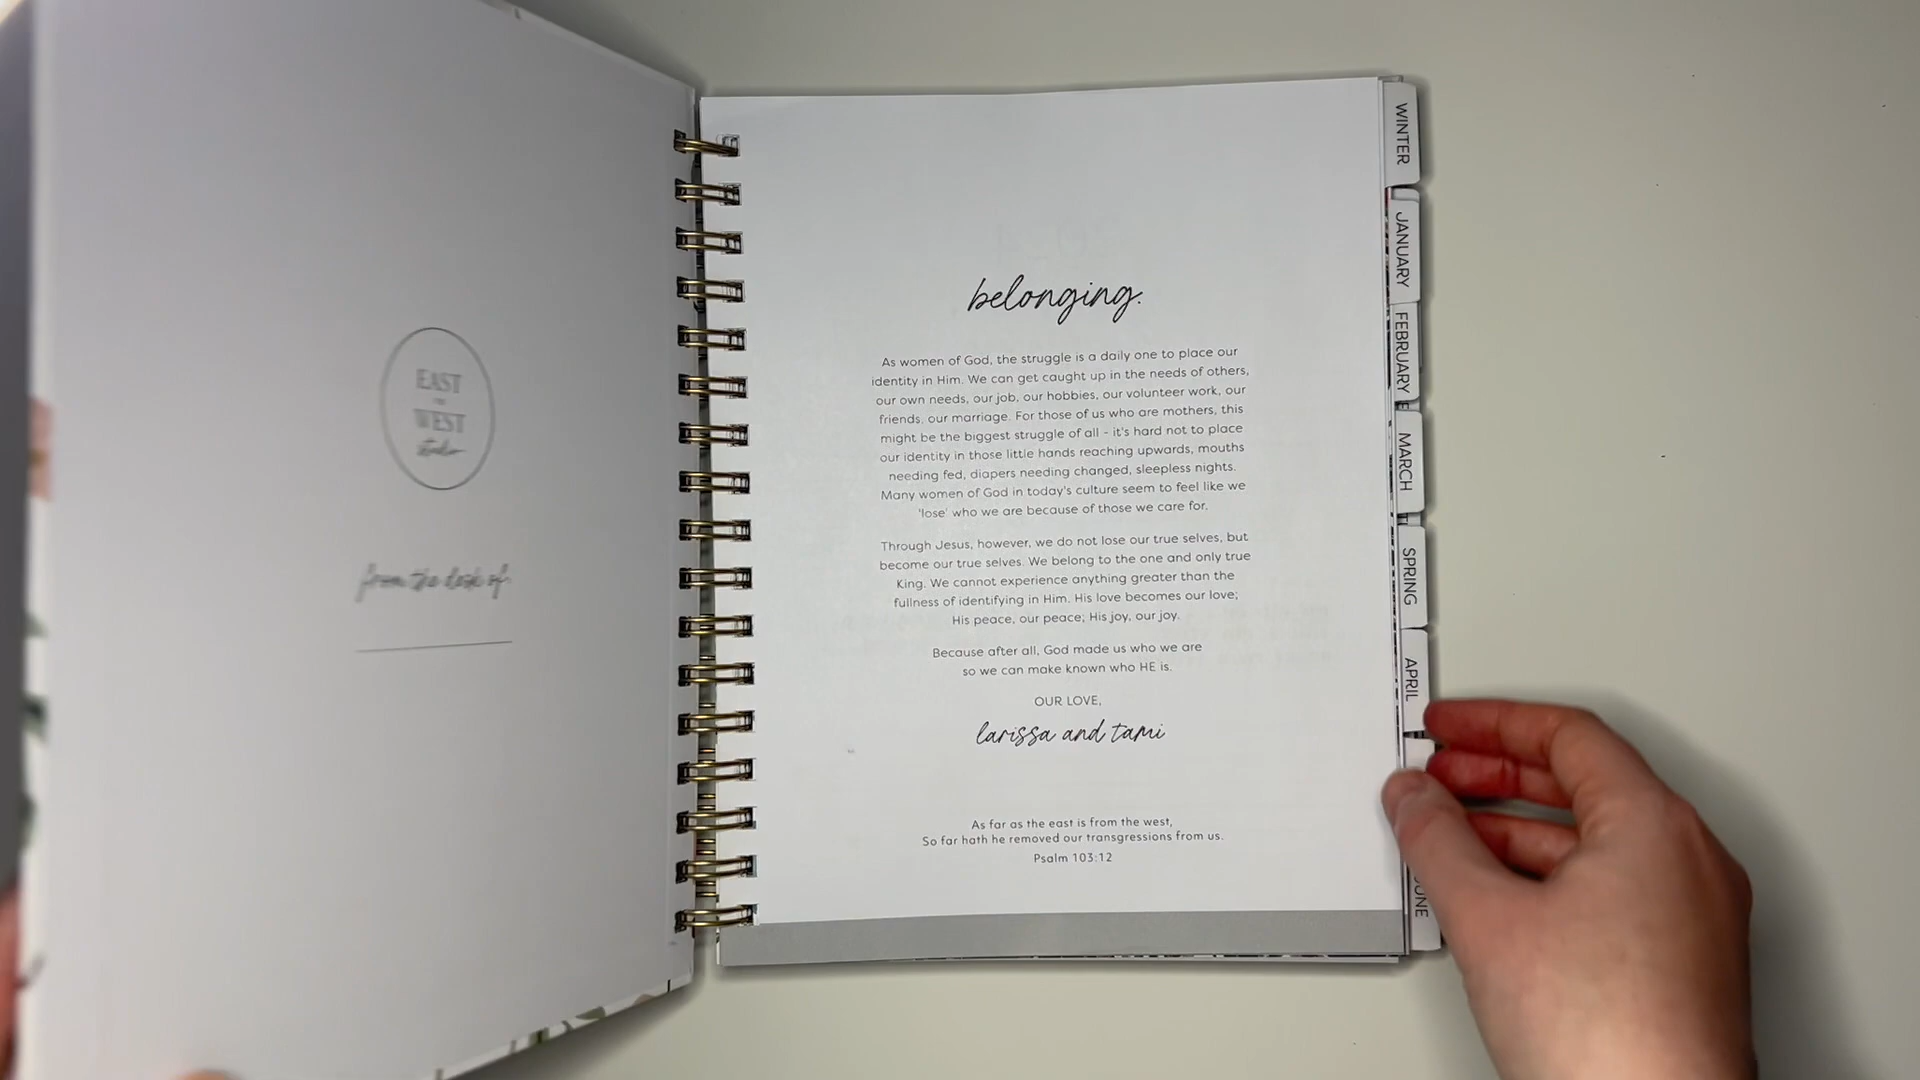 EAST
TO
WEST
studio
from the desk of:
belonging.
As women of God, the struggle is a daily one to place our
identity in Him. We can get caught up in the needs of others,
our own needs, our job, our hobbies, our volunteer work, our
friends, our marriage. For those of us who are mothers, this
might be the biggest struggle of all - it's hard not to place
our identity in those little hands reaching upwards, mouths
needing fed, diapers needing changed, sleepless nights.
Many women of God in today's culture seem to feel like we
'lose' who we are because of those we care for.
Through Jesus, however, we do not lose our true selves, but
become our true selves. We belong to the one and only true
King. We cannot experience anything greater than the
fullness of identifying in Him. His love becomes our love;
His peace, our peace; His joy, our joy.
Because after all, God made us who we are
so we can make known who HE is.
OUR LOVE,
larissa and tami
As far as the east is from the west,
So far hath he removed our transgressions from us.
Psalm 103:12
WINTER
JANUARY
FEBRUARY
MARCH
SPRING
APRIL
JUNE